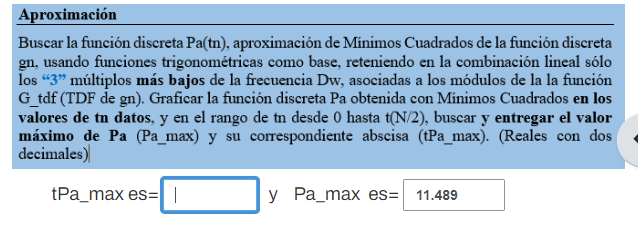 Aproximación
Buscar la función discreta Pa(tn), aproximación de Mínimos Cuadrados de la función discreta
gn, usando funciones trigonométricas como base, reteniendo en la combinación lineal sólo
los “3” múltiplos más bajos de la frecuencia Dw, asociadas a los módulos de la la función
G_tdf (TDF de gn). Graficar la función discreta Pa obtenida con Mínimos Cuadrados en los
valores de tn datos, y en el rango de tn desde 0 hasta t(N/2), buscar y entregar el valor
máximo de Pa (Pa_max) y su correspondiente abscisa (tPa_max). (Reales con dos
decimales)
tPa_max es= y Pa_max es= 11.489